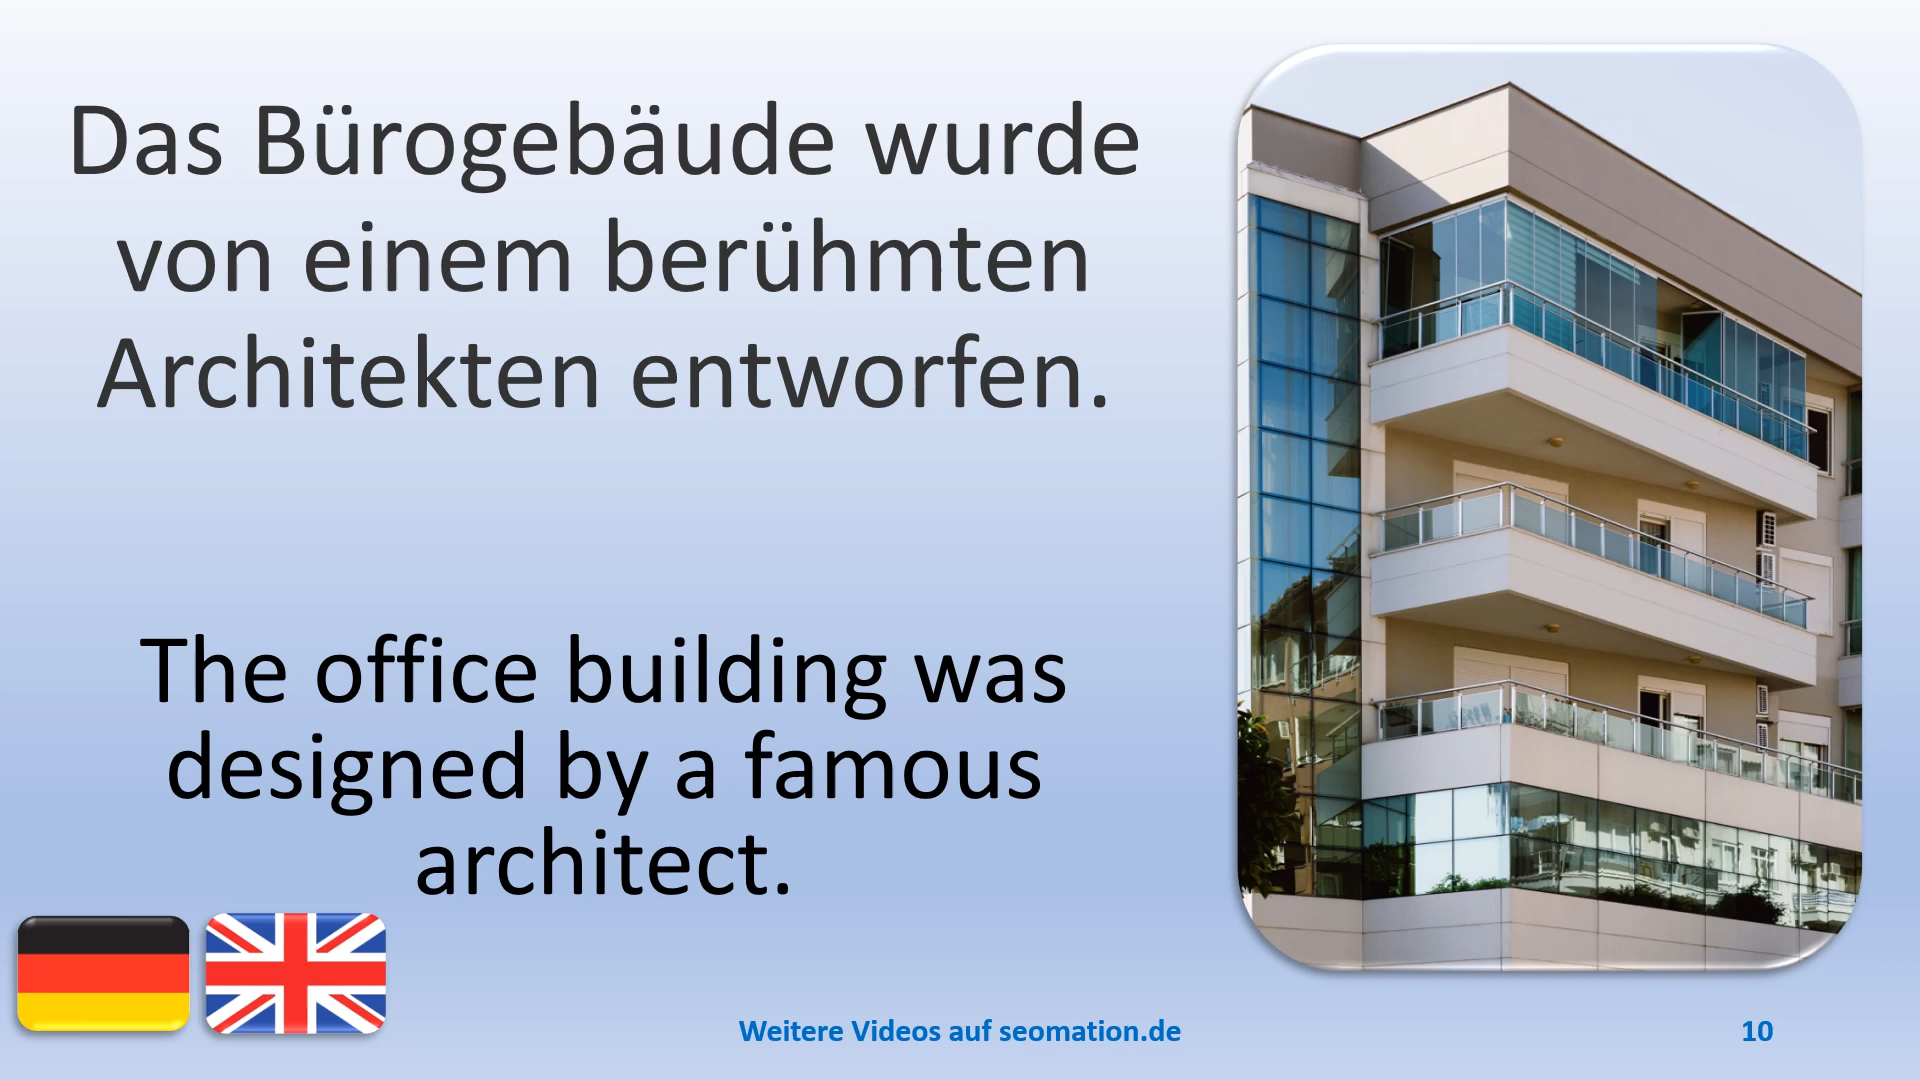 Das Bürogebäude wurde
von einem berühmten
Architekten entworfen.
The office building was
designed by a famous
architect.
Weitere Videos auf seomation.de
10